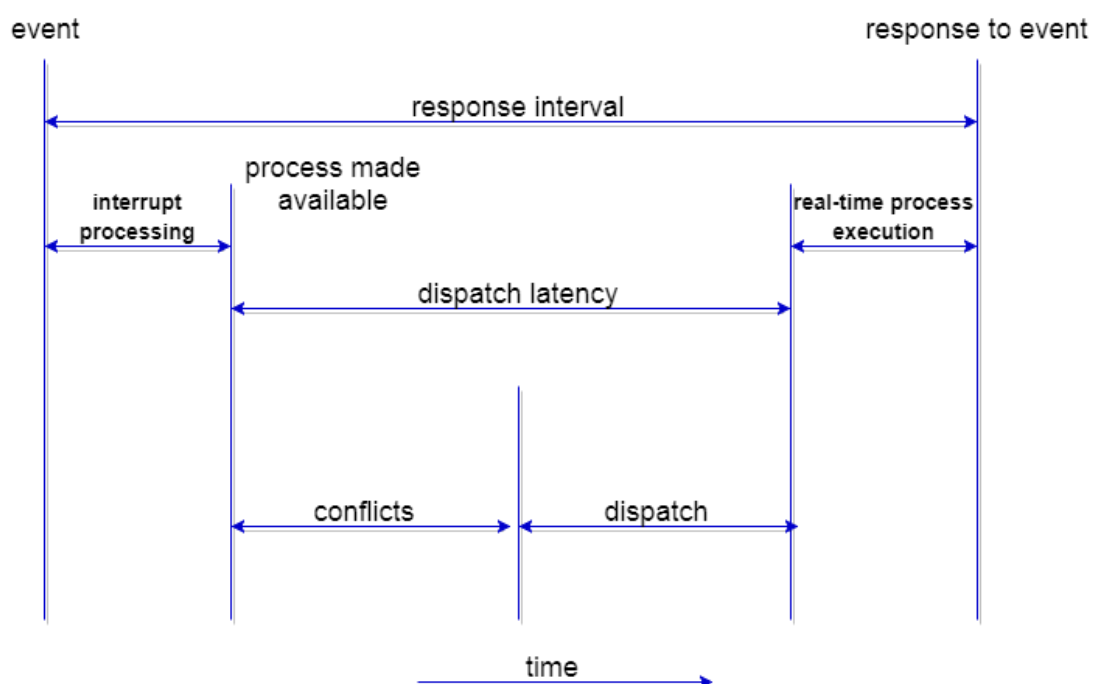 event
response to event
response interval
process made
available
interrupt
processing
real-time process
execution
dispatch latency
conflicts
dispatch
time